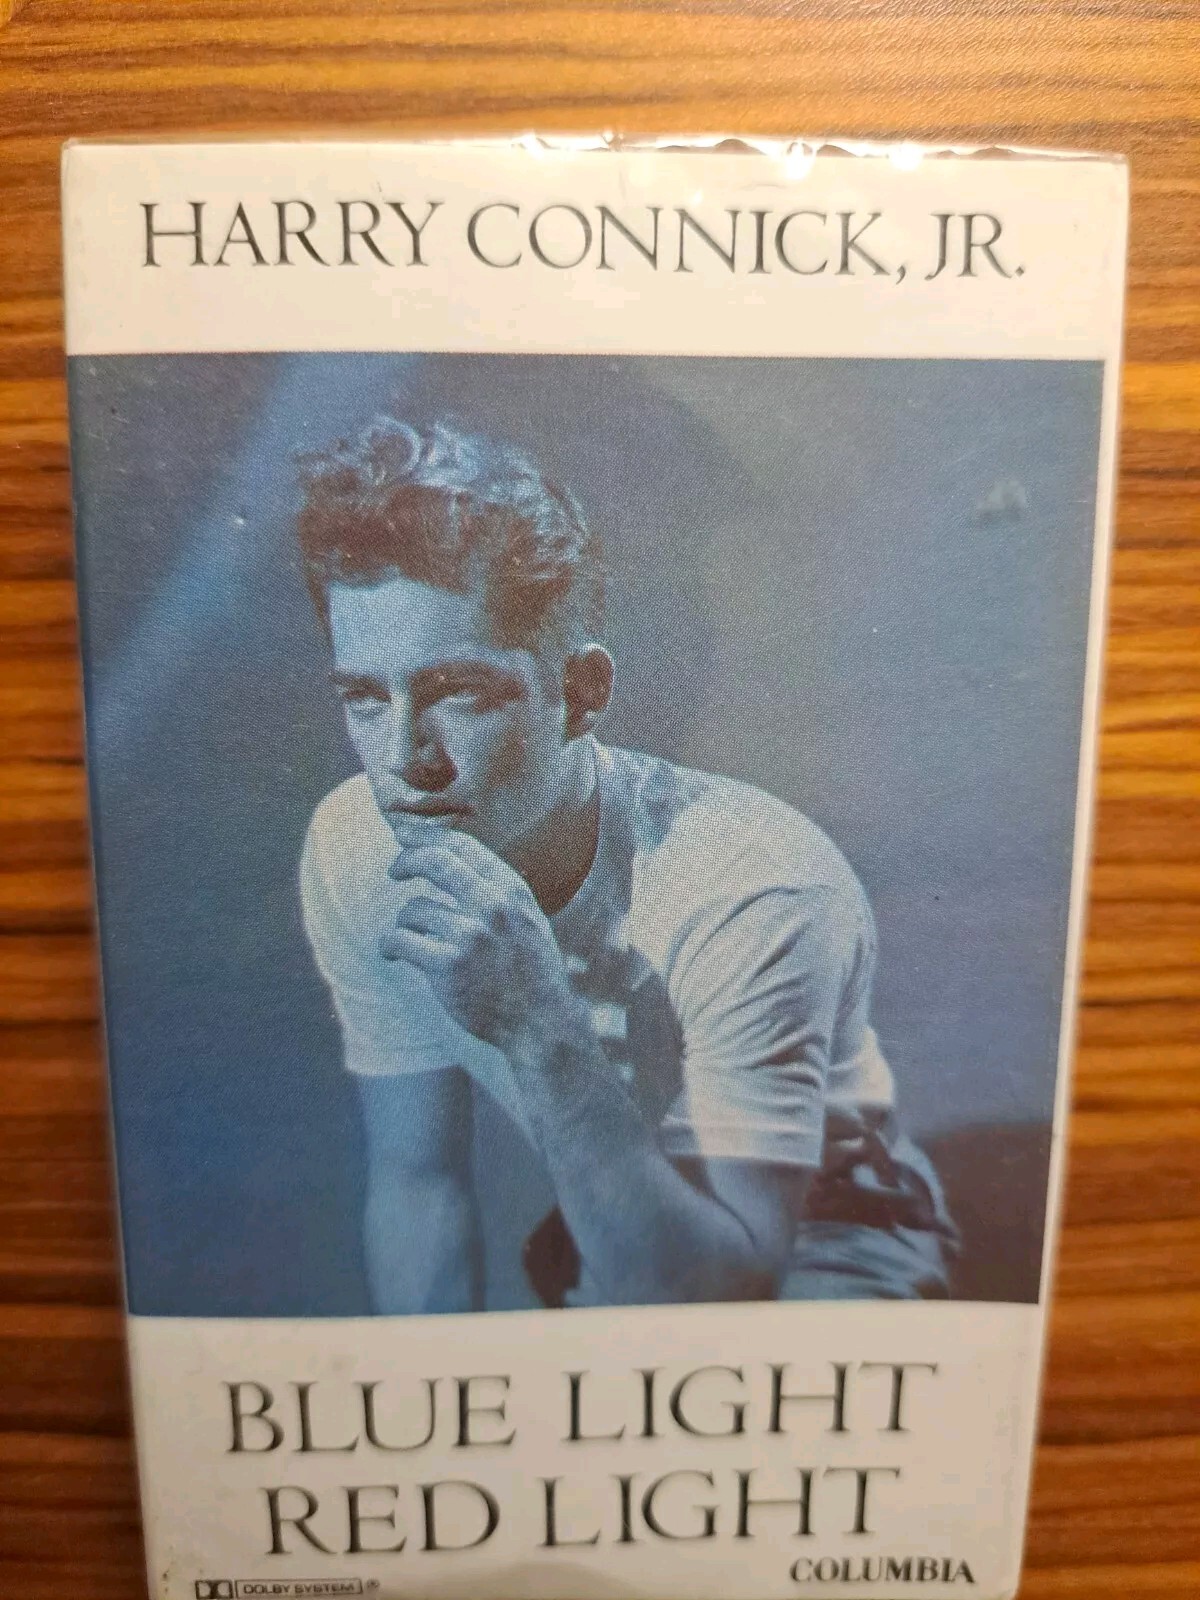 HARRY CONNICK, JR.
BLUE LIGHT
RED LIGHT
COLUMBIA
DOLBY SYSTEM ®